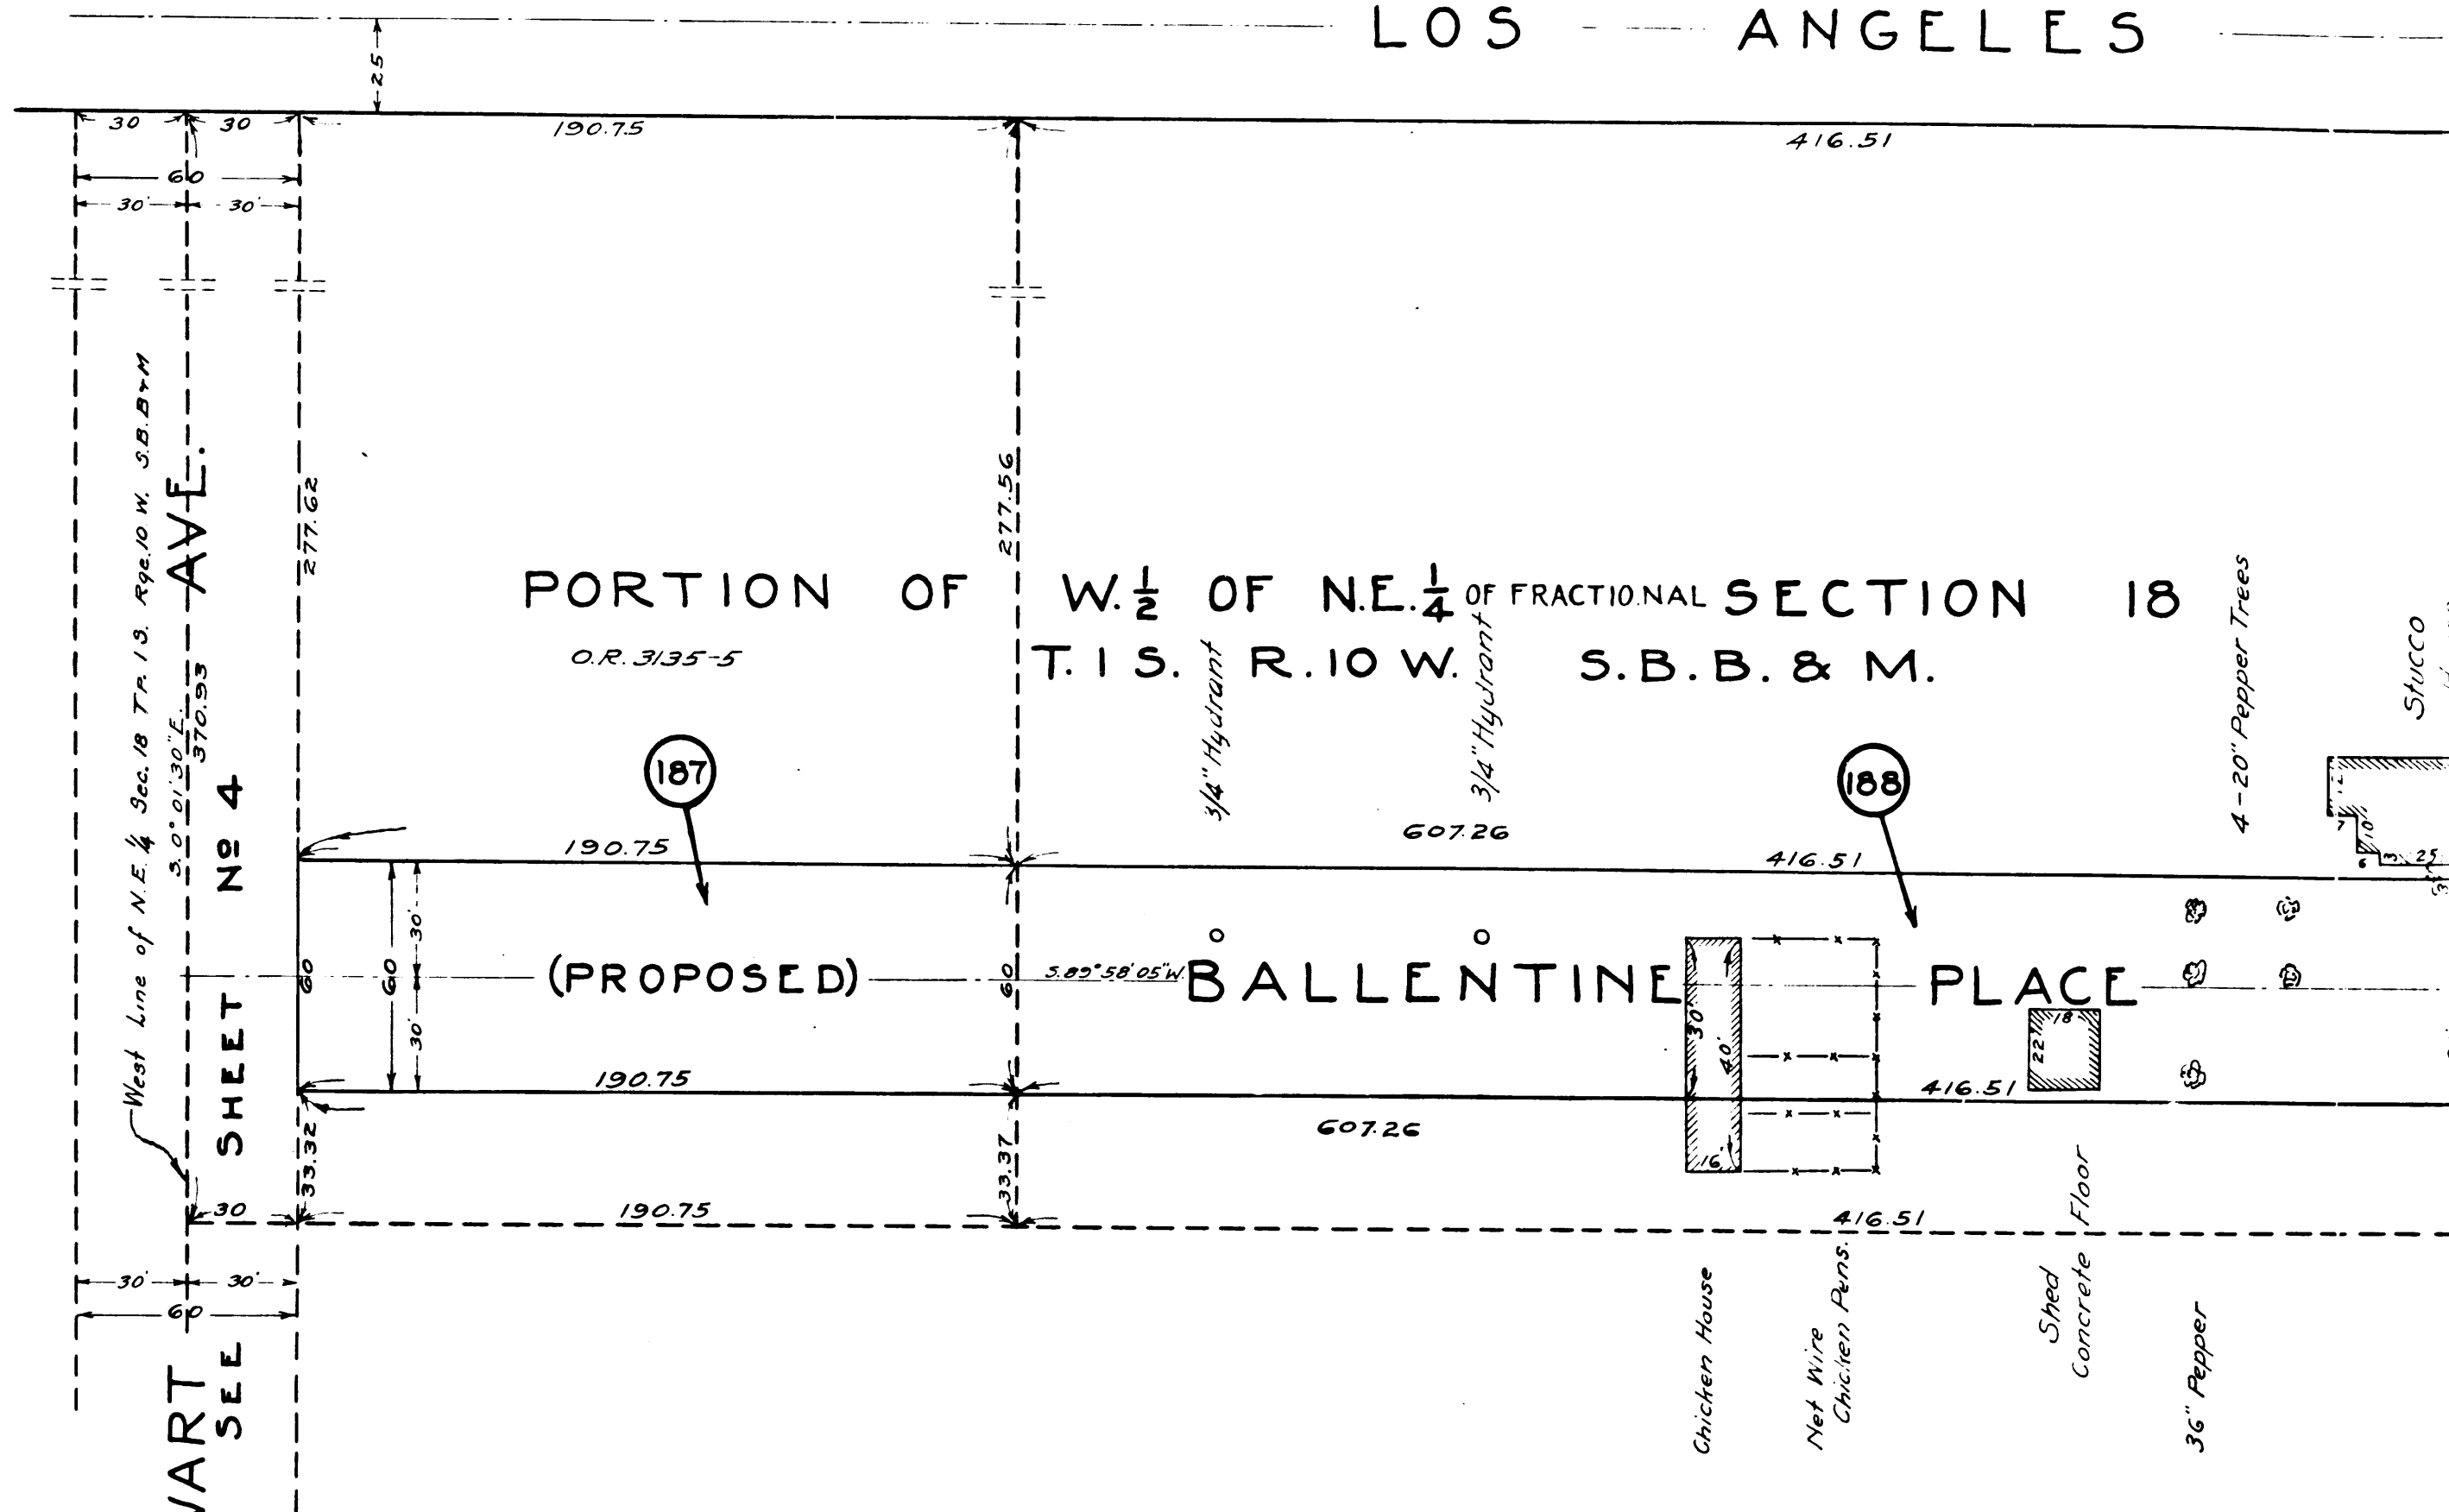 LOS ANGELES
25
30 30 190.75 416.51
60
30' 30'
West Line of N.E. ¼ Sec. 18 Tp. 1 S. Rge. 10 W. S.B.B&M
S. 0° 01' 30" E.
370.93
AVE.
277.62
277.56
PORTION OF W. ½ OF N.E. ¼ OF FRACTIONAL SECTION 18
T. 1 S. R. 10 W. S.B.B. & M.
O.R. 3135-5
3/4" Hydrant
3/4" Hydrant
4-20" Pepper Trees
Stucco
187
188
190.75
607.26
416.51
7 10 6 3 25
SEE SHEET Nº 4
60
60
30'
30'
60
(PROPOSED) S. 89° 58' 05" W. BALLENTINE PLACE
30'
40'
16'
18
22'
190.75
416.51
607.26
33.32
33.37
30
190.75
416.51
30' 30'
60
Chicken House
Net Wire
Chicken Pens.
Shed
Concrete Floor
36" Pepper